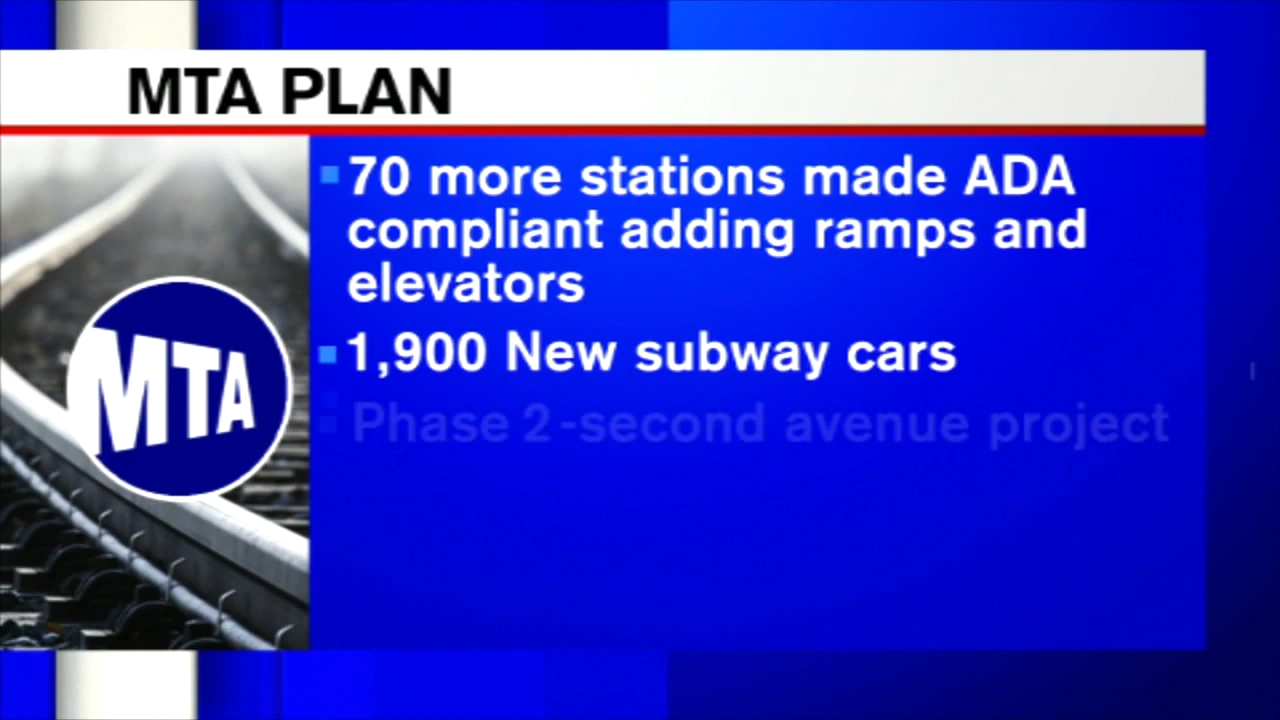 MTA PLAN
70 more stations made ADA
compliant adding ramps and
elevators
1,900 New subway cars
Phase 2-second avenue project
MTA